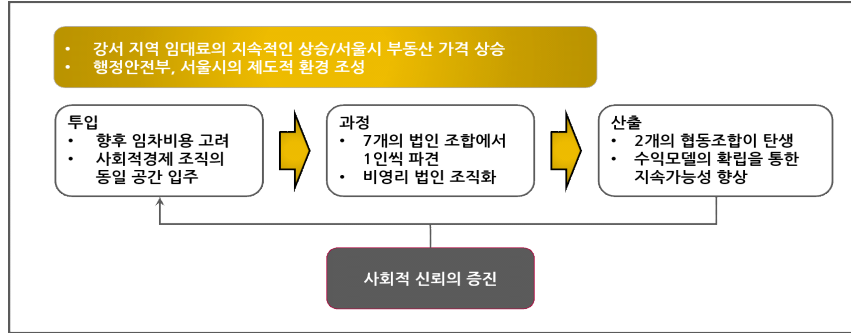 • 강서 지역 임대료의 지속적인 상승/서울시 부동산 가격 상승
• 행정안전부, 서울시의 제도적 환경 조성
투입
• 향후 임차비용 고려
• 사회적경제 조직의
동일 공간 입주
과정
• 7개의 법인 조합에서
1인씩 파견
• 비영리 법인 조직화
산출
• 2개의 협동조합이 탄생
• 수익모델의 확립을 통한
지속가능성 향상
사회적 신뢰의 증진